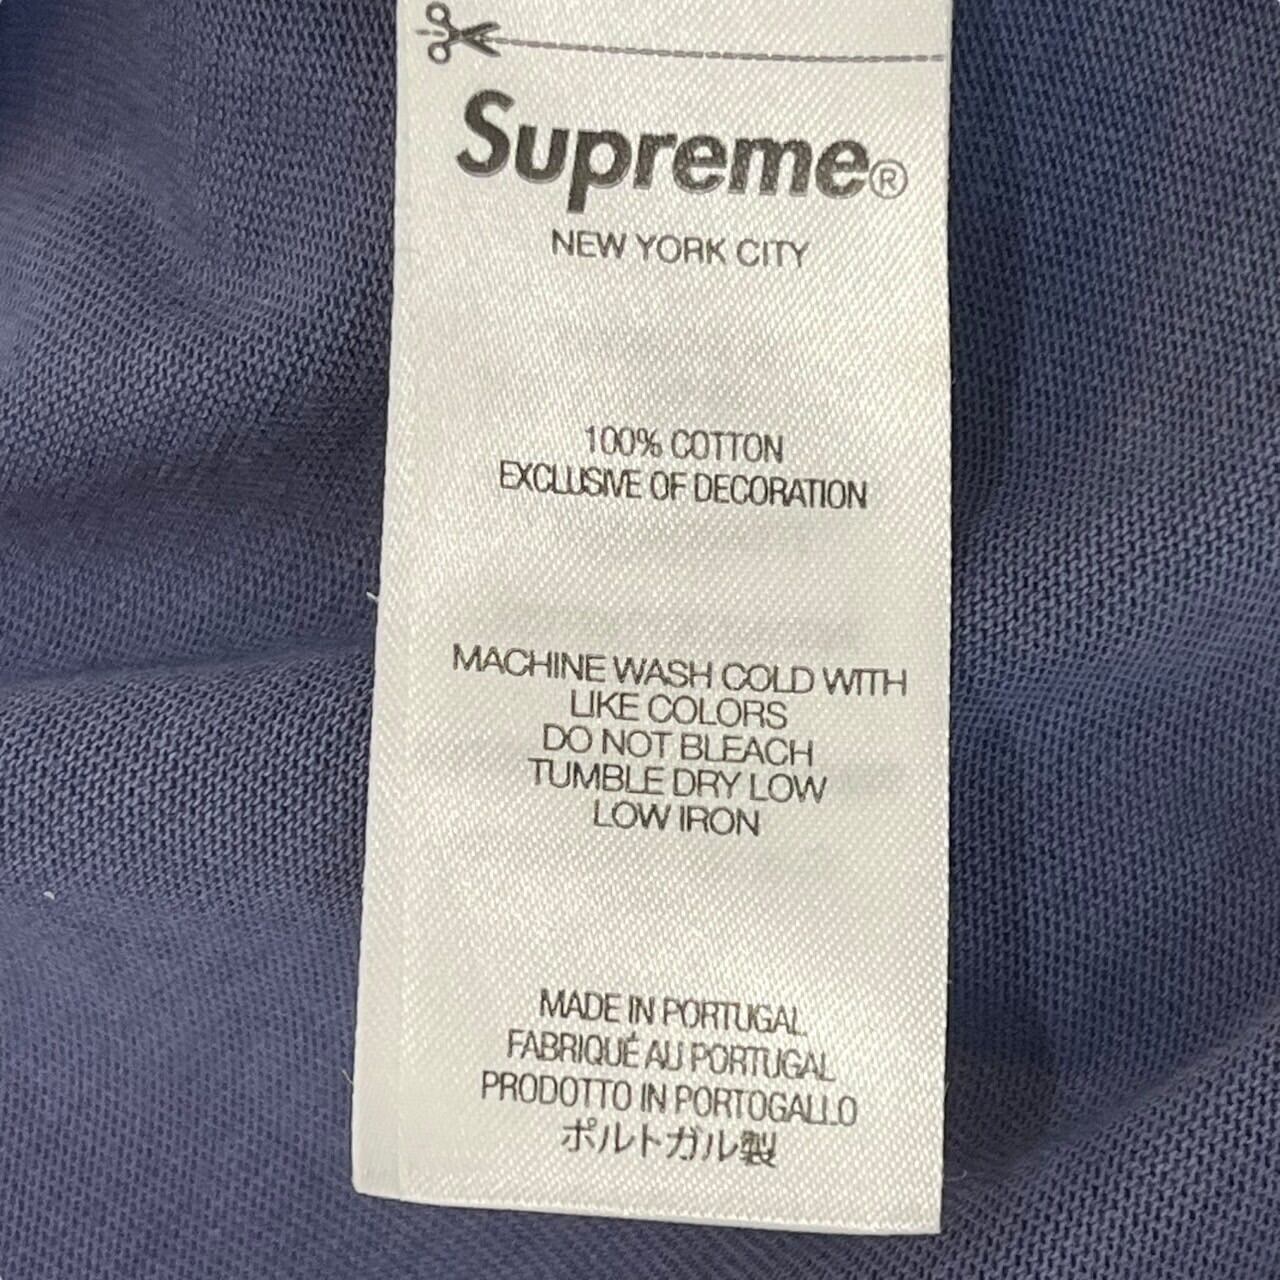 Supreme®
NEW YORK CITY
100% COTTON
EXCLUSIVE OF DECORATION
MACHINE WASH COLD WITH
LIKE COLORS
DO NOT BLEACH
TUMBLE DRY LOW
LOW IRON
MADE IN PORTUGAL
FABRIQUÉ AU PORTUGAL
PRODOTTO IN PORTOGALLO
ポルトガル製